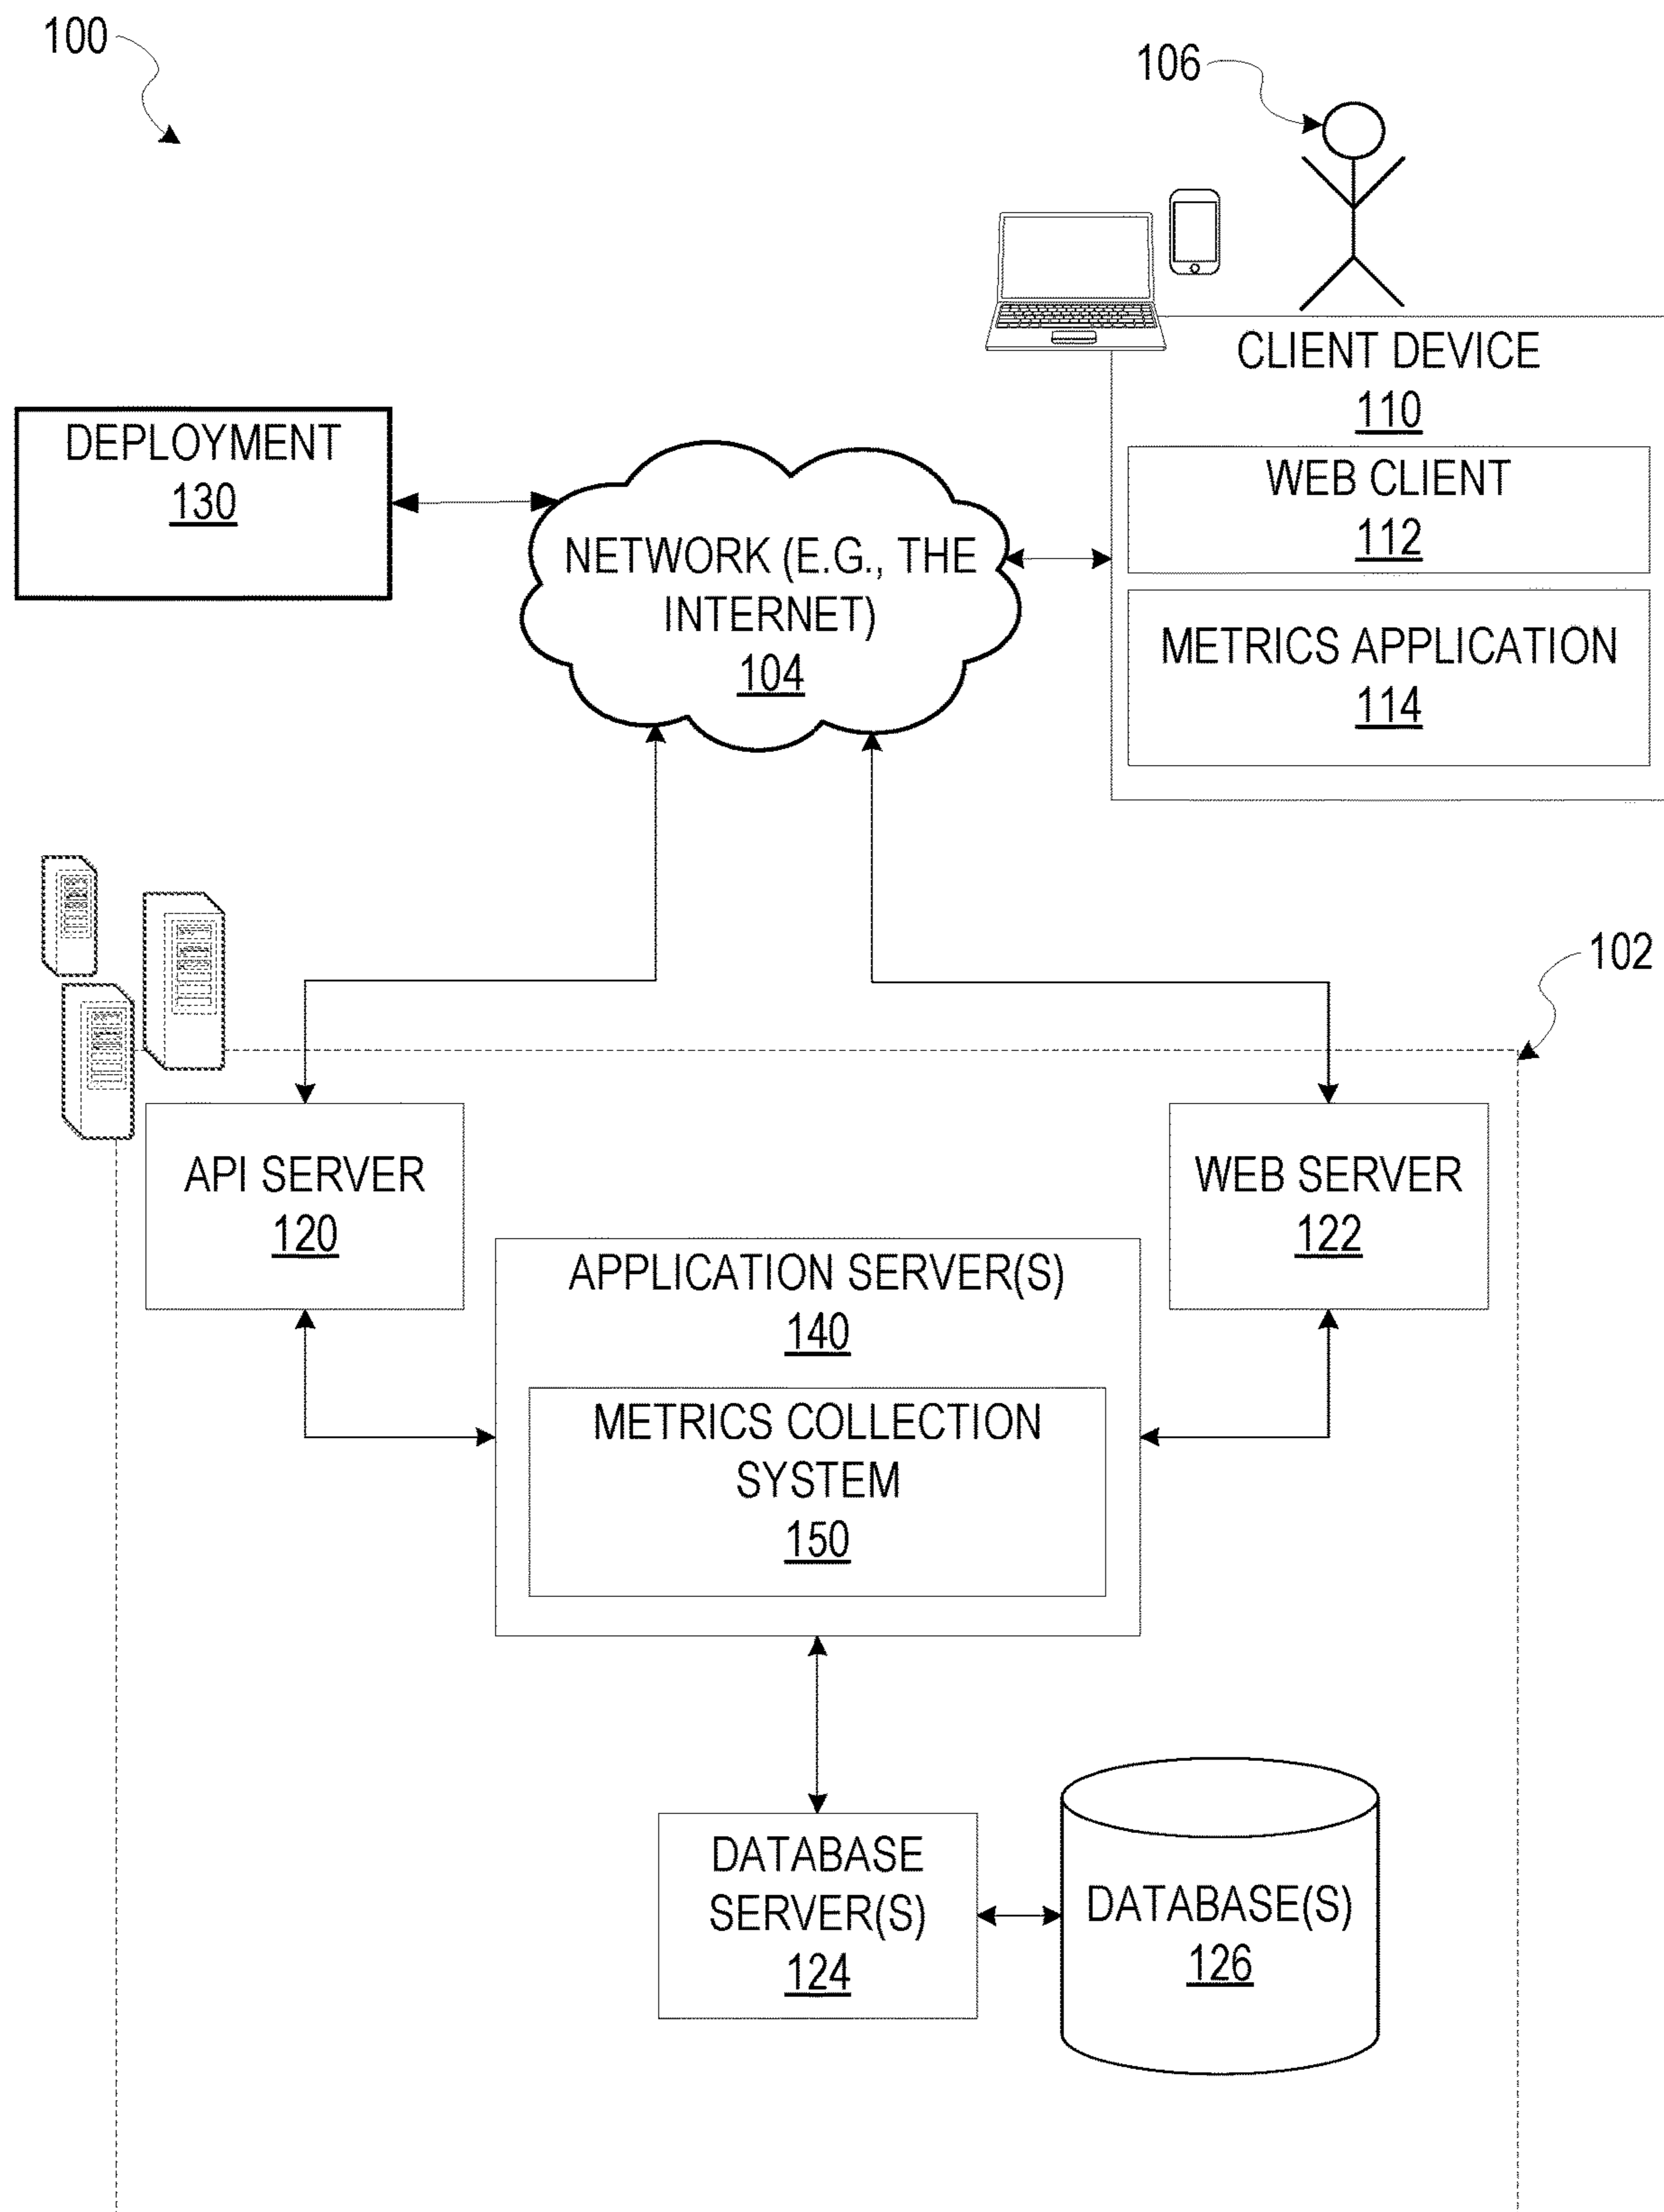 100
106
CLIENT DEVICE
110
WEB CLIENT
112
METRICS APPLICATION
114
DEPLOYMENT
130
NETWORK (E.G., THE
INTERNET)
104
102
API SERVER
120
WEB SERVER
122
APPLICATION SERVER(S)
140
METRICS COLLECTION
SYSTEM
150
DATABASE
SERVER(S)
124
DATABASE(S)
126